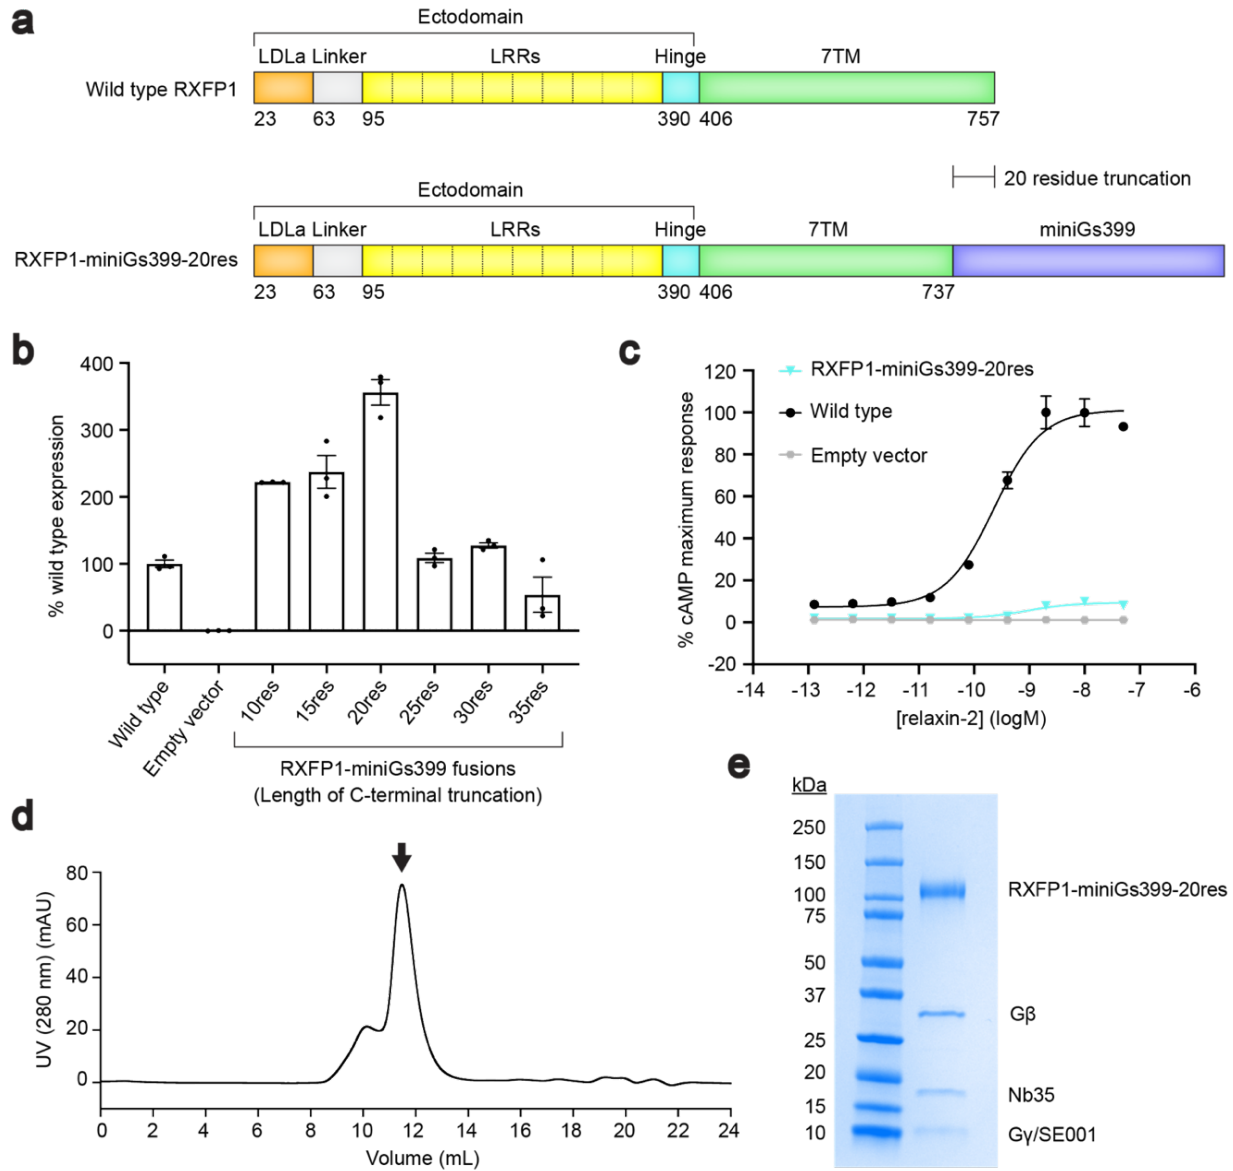 a
Ectodomain
LDLa Linker LRRs Hinge 7TM
Wild type RXFP1
23 63 95 390 406 757
20 residue truncation
Ectodomain
LDLa Linker LRRs Hinge 7TM miniGs399
RXFP1-miniGs399-20res
23 63 95 390 406 737
b
% wild type expression
400
300
200
100
0
Wild type
Empty vector
10res
15res
20res
25res
30res
35res
RXFP1-miniGs399 fusions
(Length of C-terminal truncation)
c
RXFP1-miniGs399-20res
Wild type
Empty vector
% cAMP maximum response
120
100
80
60
40
20
0
-20
-14 -13 -12 -11 -10 -9 -8 -7 -6
[relaxin-2] (logM)
d
UV (280 nm) (mAU)
80
60
40
20
0
0 2 4 6 8 10 12 14 16 18 20 22 24
Volume (mL)
e
kDa
250
150
100
75
50
37
25
20
15
10
RXFP1-miniGs399-20res
Gβ
Nb35
Gγ/SE001